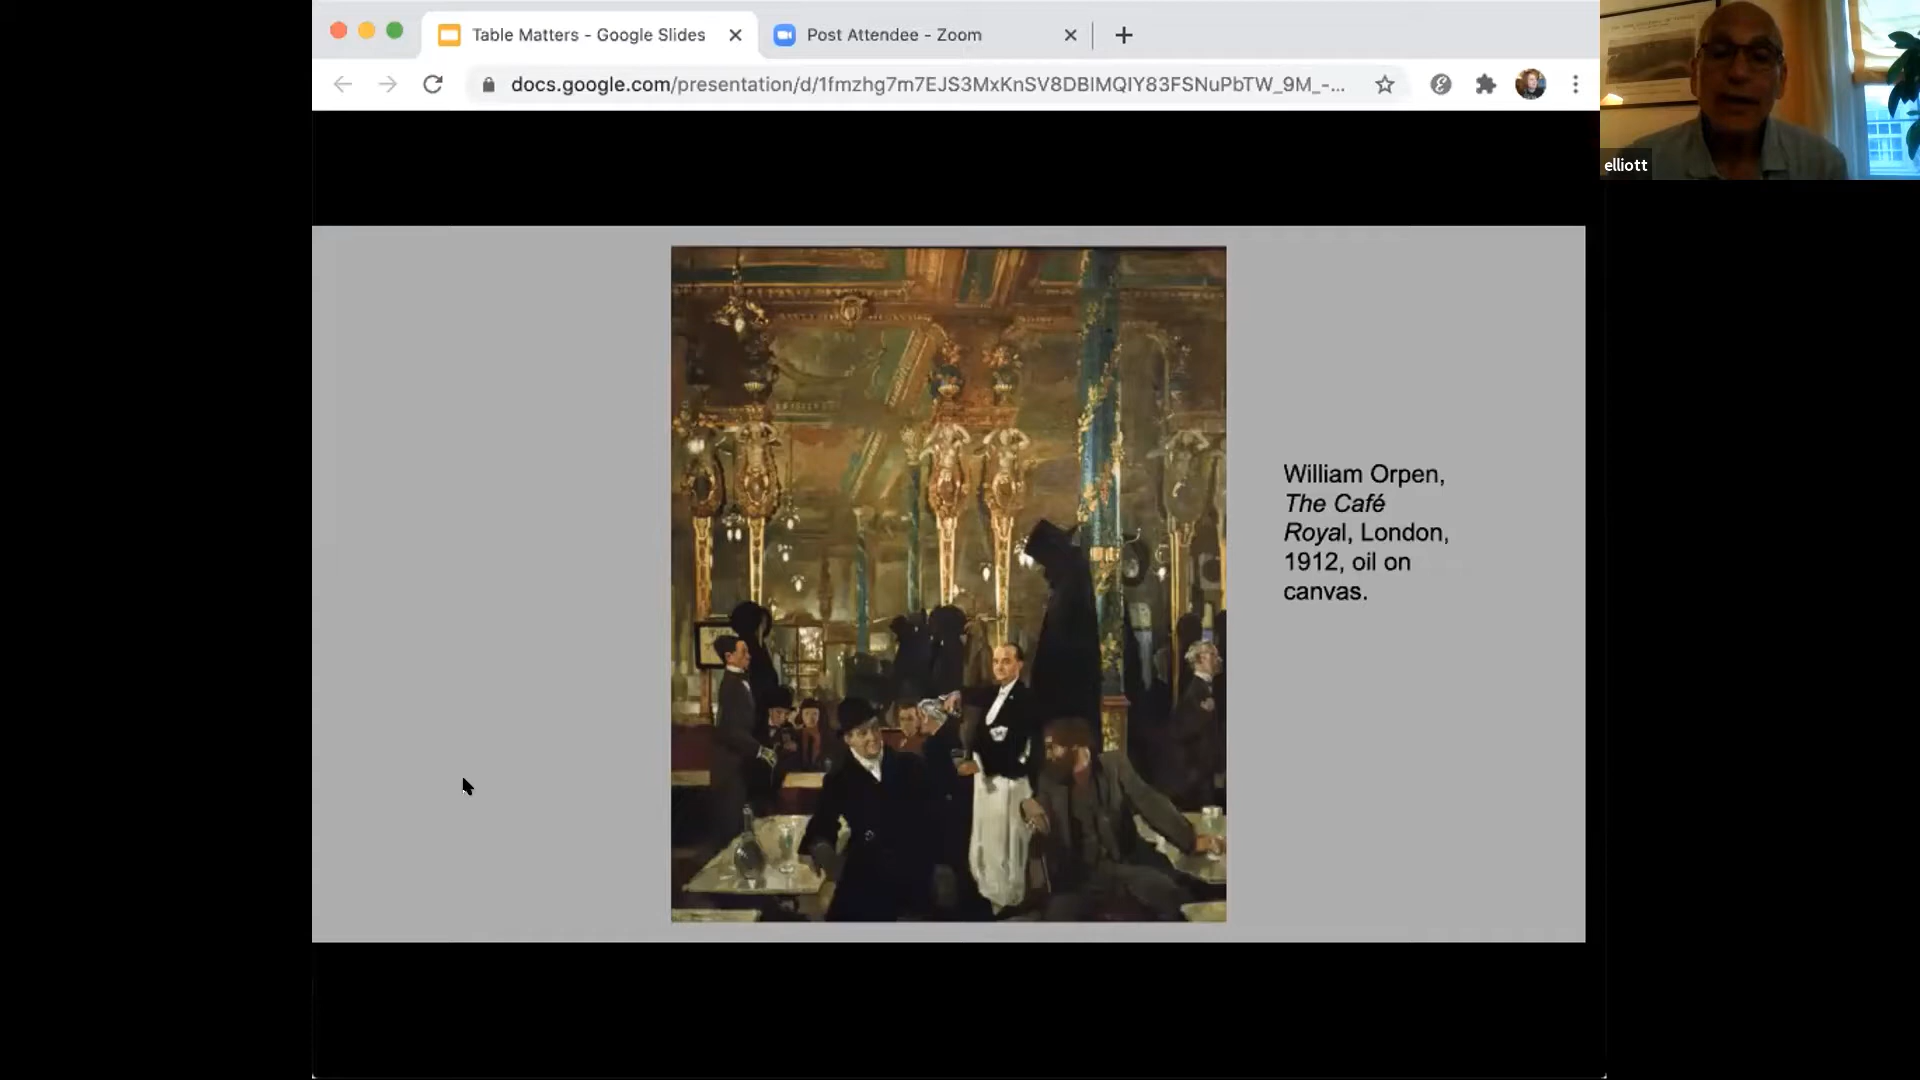 Table Matters - Google Slides
Post Attendee - Zoom
docs.google.com/presentation/d/1fmzhg7m7EJS3MxKnSV8DBIMQIY83FSNuPbTW_9M_-...
elliott
William Orpen,
The Café
Royal, London,
1912, oil on
canvas.